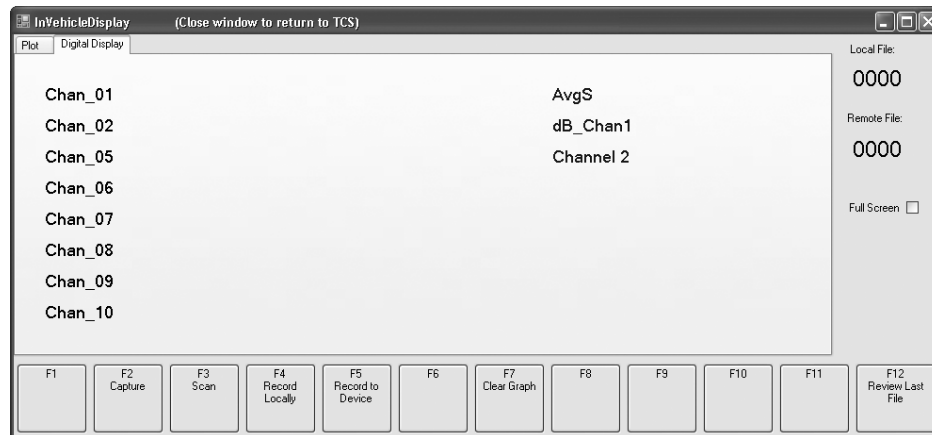 InVehicleDisplay (Close window to return to TCS)
Plot Digital Display
Local File:
0000
Remote File:
0000
Full Screen
Chan_01
Chan_02
Chan_05
Chan_06
Chan_07
Chan_08
Chan_09
Chan_10
AvgS
dB_Chan1
Channel 2
F1
F2
Capture
F3
Scan
F4
Record
Locally
F5
Record to
Device
F6
F7
Clear Graph
F8
F9
F10
F11
F12
Review Last
File